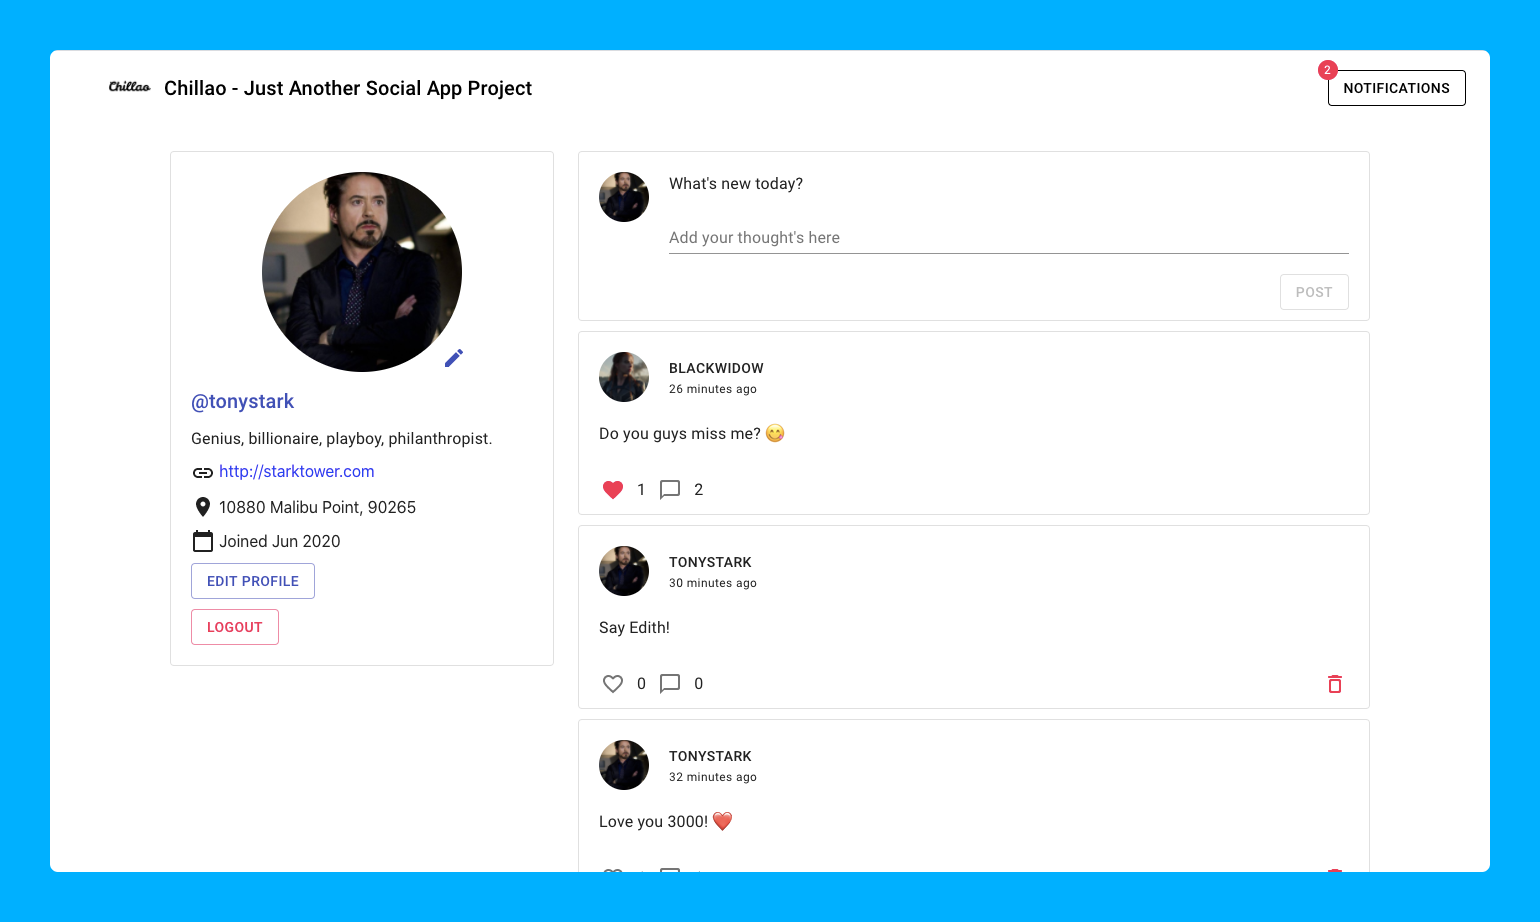 Chillao
Chillao - Just Another Social App Project
2
NOTIFICATIONS
@tonystark
Genius, billionaire, playboy, philanthropist.
http://starktower.com
10880 Malibu Point, 90265
Joined Jun 2020
EDIT PROFILE
LOGOUT
What's new today?
Add your thought's here
POST
BLACKWIDOW
26 minutes ago
Do you guys miss me? 😋
1 2
TONYSTARK
30 minutes ago
Say Edith!
0 0
TONYSTARK
32 minutes ago
Love you 3000! ❤️